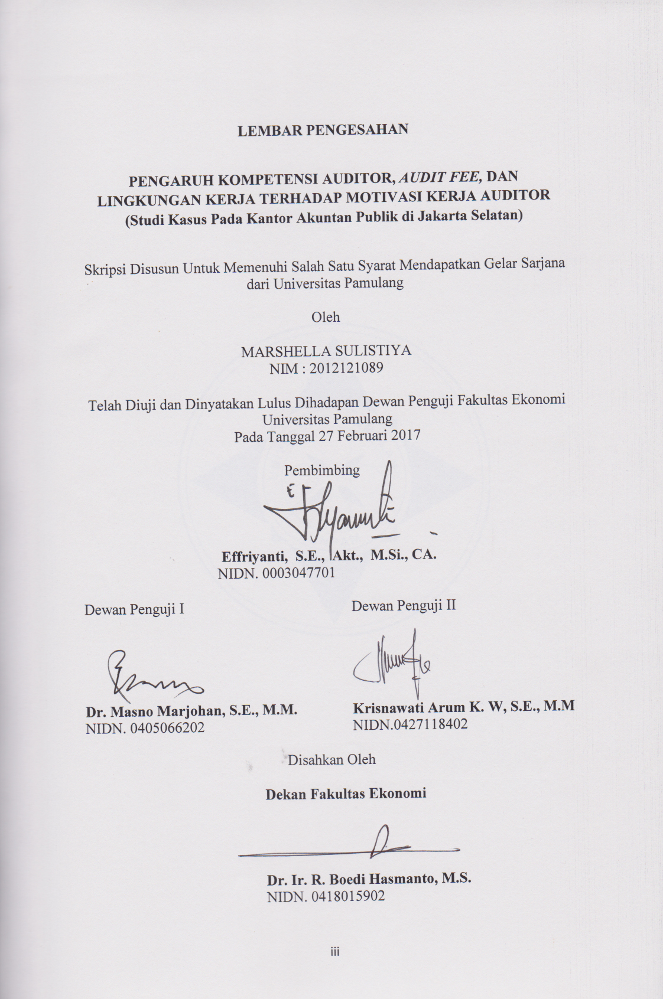 LEMBAR PENGESAHAN
PENGARUH KOMPETENSI AUDITOR, AUDIT FEE, DAN
LINGKUNGAN KERJA TERHADAP MOTIVASI KERJA AUDITOR
(Studi Kasus Pada Kantor Akuntan Publik di Jakarta Selatan)
Skripsi Disusun Untuk Memenuhi Salah Satu Syarat Mendapatkan Gelar Sarjana
dari Universitas Pamulang
Oleh
MARSHELLA SULISTIYA
NIM : 2012121089
Telah Diuji dan Dinyatakan Lulus Dihadapan Dewan Penguji Fakultas Ekonomi
Universitas Pamulang
Pada Tanggal 27 Februari 2017
Pembimbing
Effriyanti, S.E., Akt., M.Si., CA.
NIDN. 0003047701
Dewan Penguji I
Dewan Penguji II
Dr. Masno Marjohan, S.E., M.M.
NIDN. 0405066202
Krisnawati Arum K. W, S.E., M.M
NIDN.0427118402
Disahkan Oleh
Dekan Fakultas Ekonomi
Dr. Ir. R. Boedi Hasmanto, M.S.
NIDN. 0418015902
iii